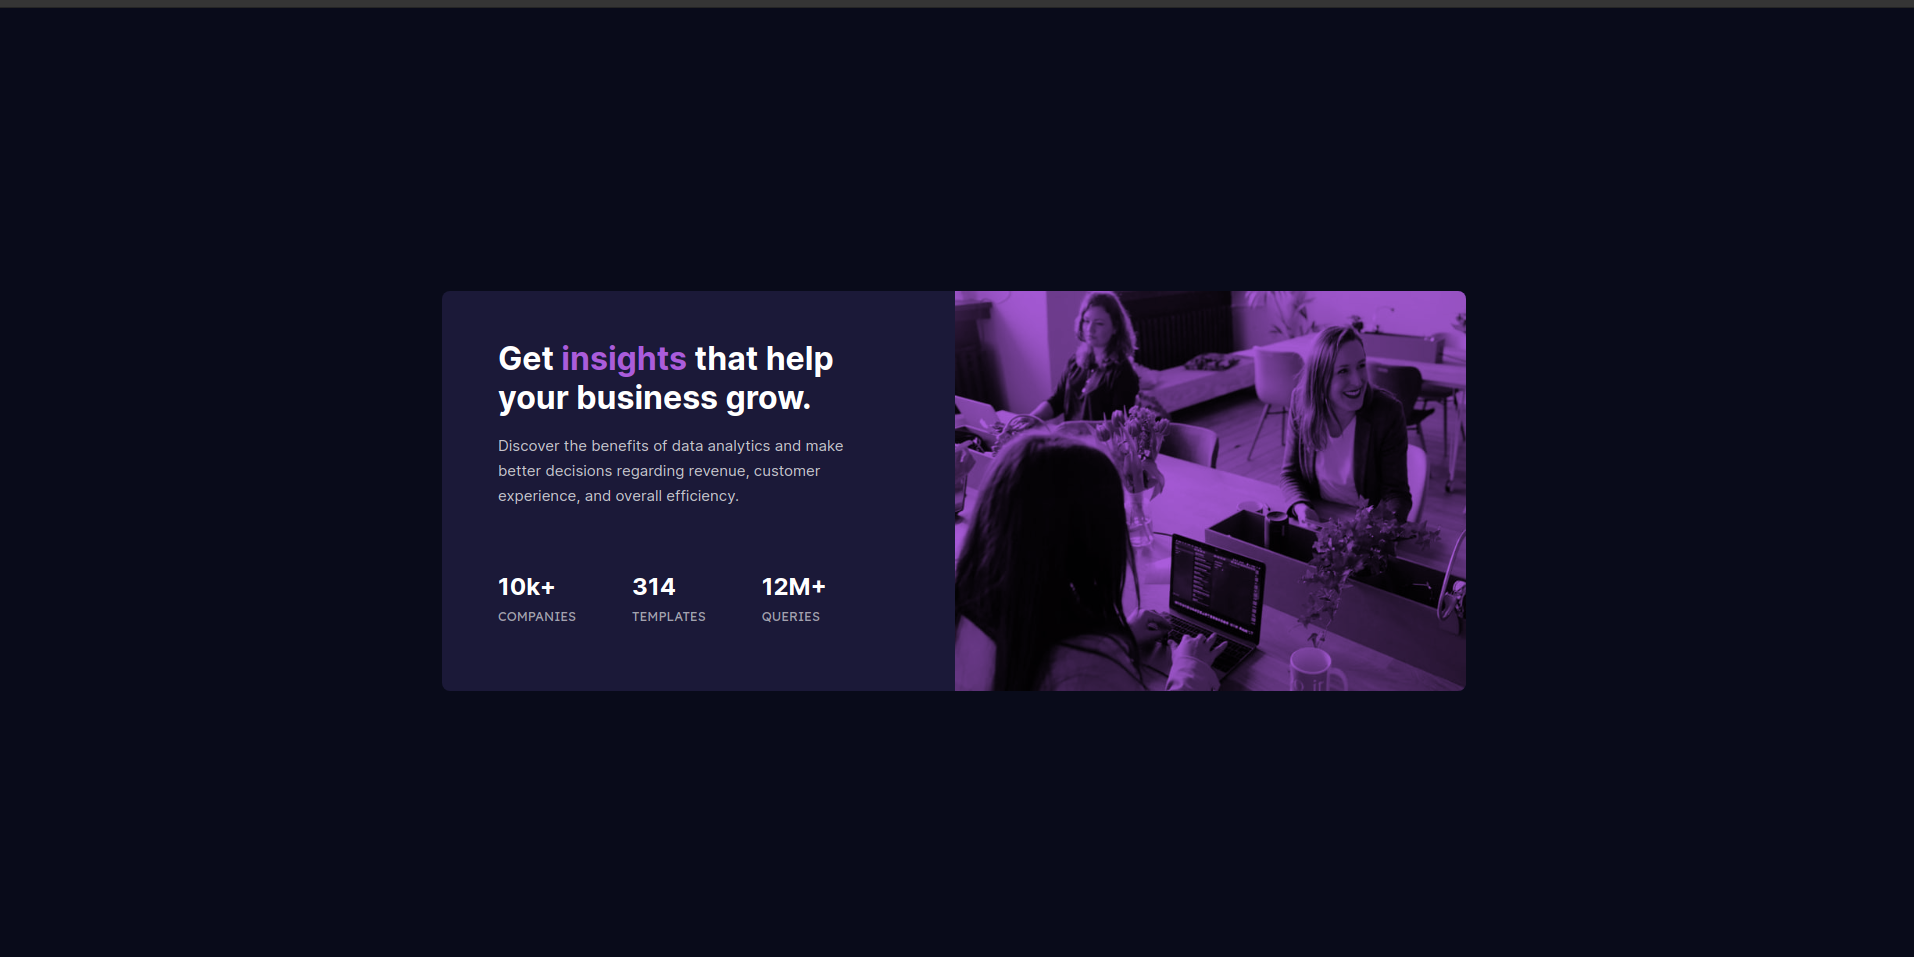 Get insights that help
your business grow.
Discover the benefits of data analytics and make
better decisions regarding revenue, customer
experience, and overall efficiency.
10k+ 314 12M+
COMPANIES TEMPLATES QUERIES